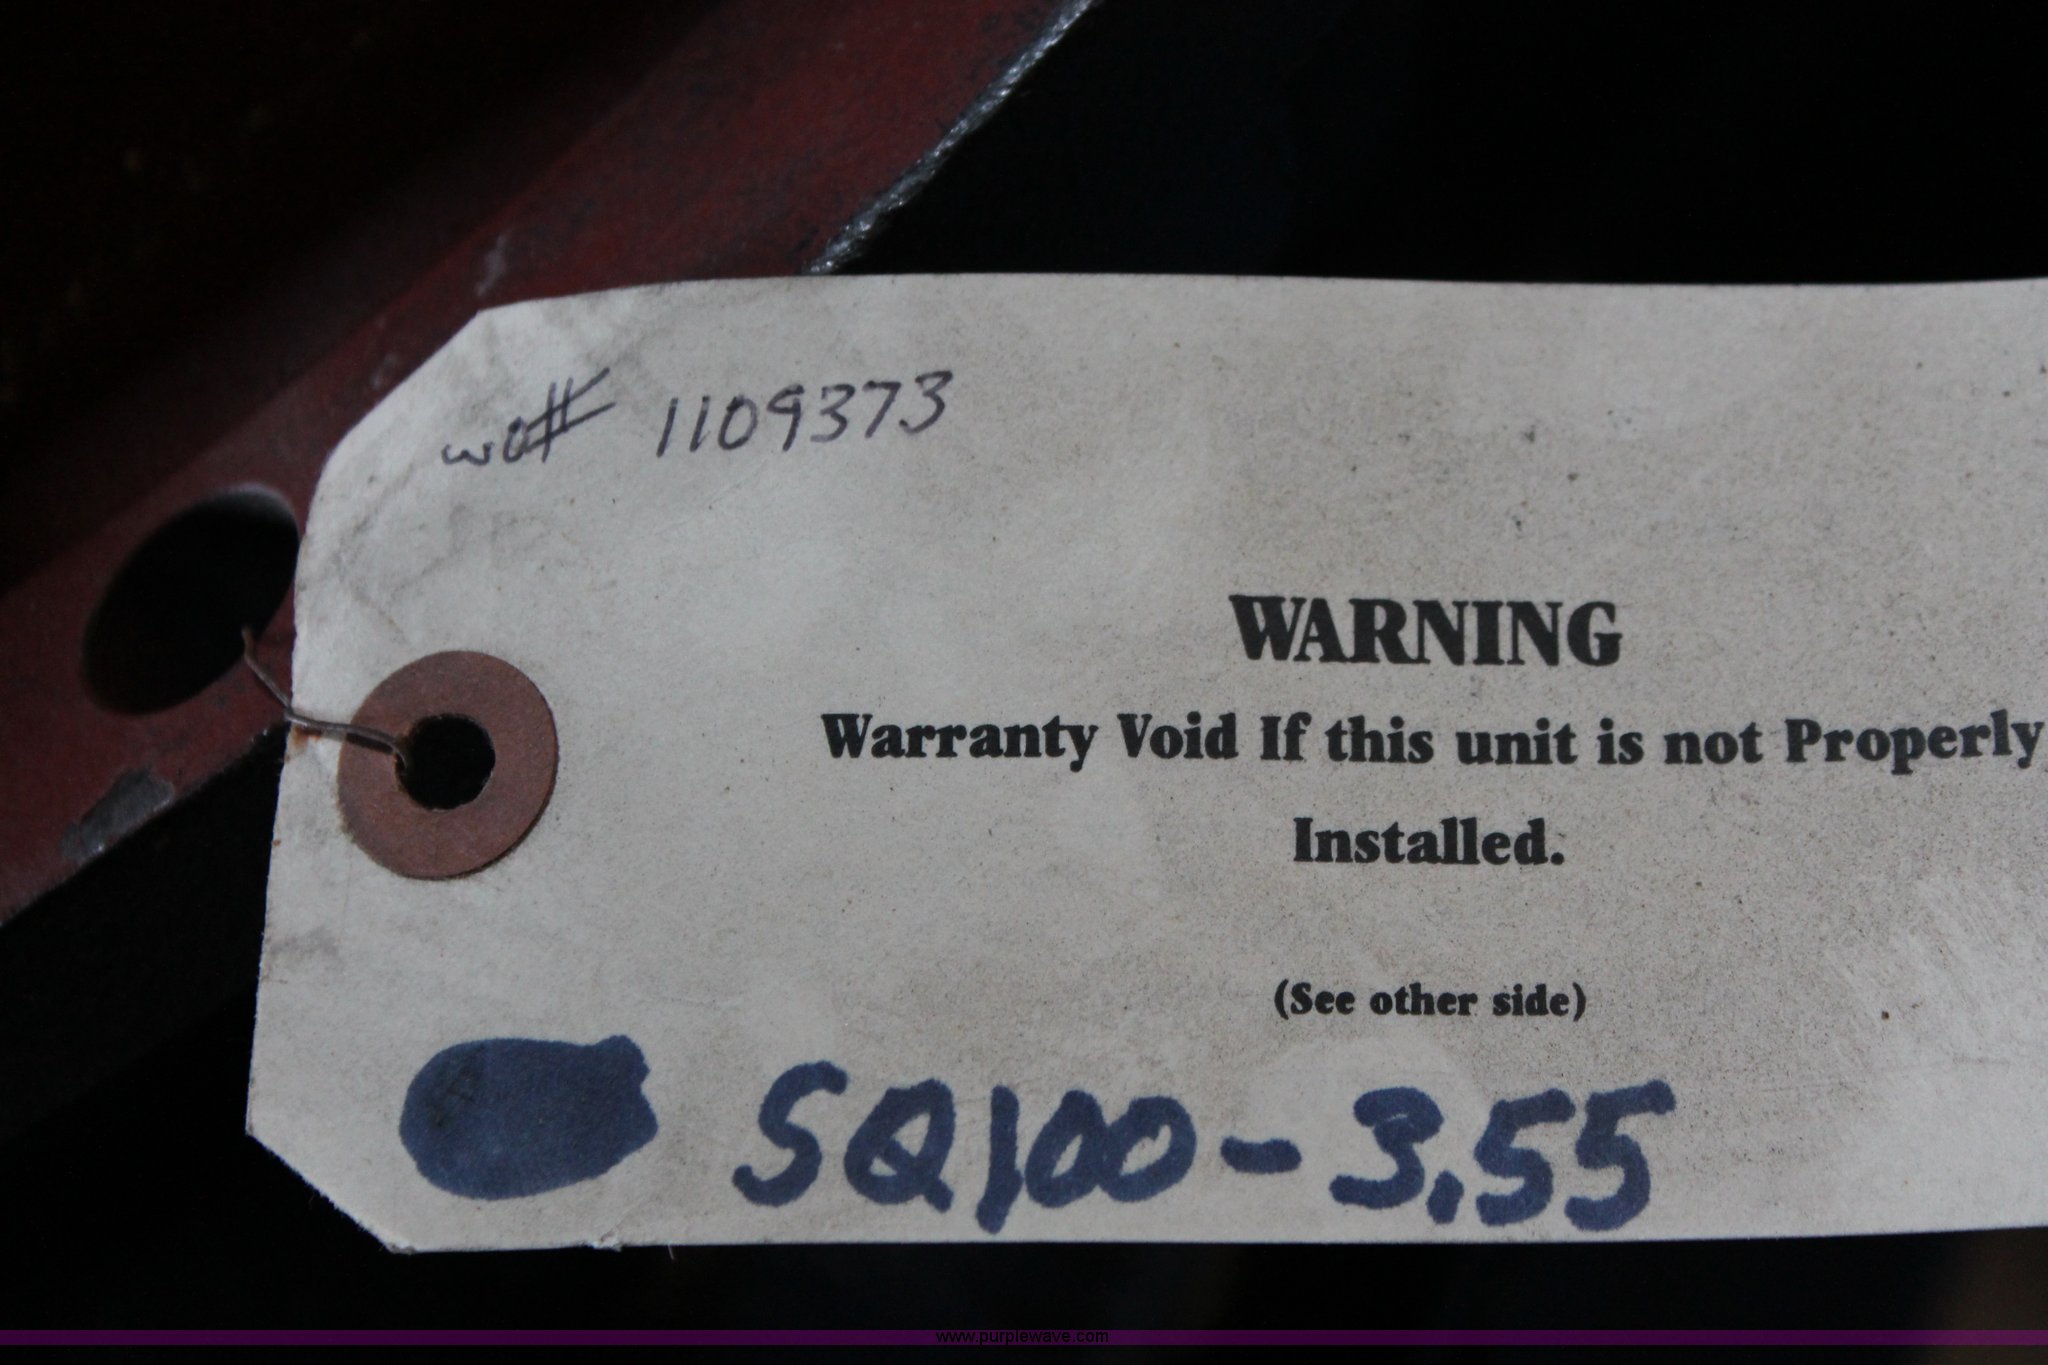 wo# 1109373
WARNING
Warranty Void If this unit is not Properly
Installed.
(See other side)
SQ100-3.55
www.purplewave.com